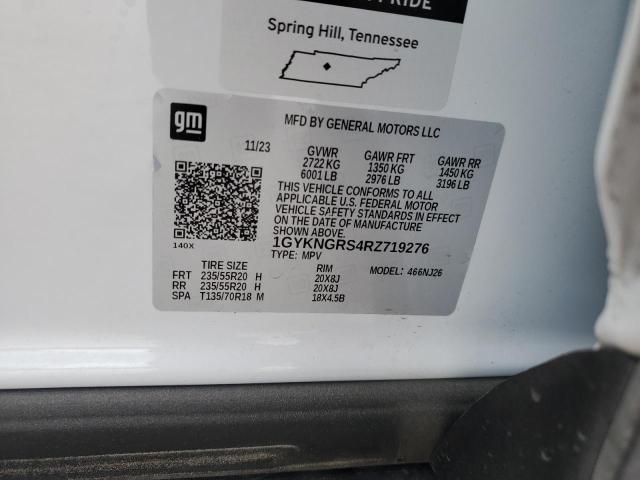 RIDE
Spring Hill, Tennessee
gm
MFD BY GENERAL MOTORS LLC
11/23 GVWR GAWR FRT GAWR RR
2722 KG 1350 KG 1450 KG
6001 LB 2976 LB 3196 LB
THIS VEHICLE CONFORMS TO ALL
APPLICABLE U.S. FEDERAL MOTOR
VEHICLE SAFETY STANDARDS IN EFFECT
ON THE DATE OF MANUFACTURE
SHOWN ABOVE.
140X
1GYKNGRS4RZ719276
TYPE: MPV
TIRE SIZE RIM MODEL: 466NJ26
FRT 235/55R20 H 20X8J
RR 235/55R20 H 20X8J
SPA T135/70R18 M 18X4.5B